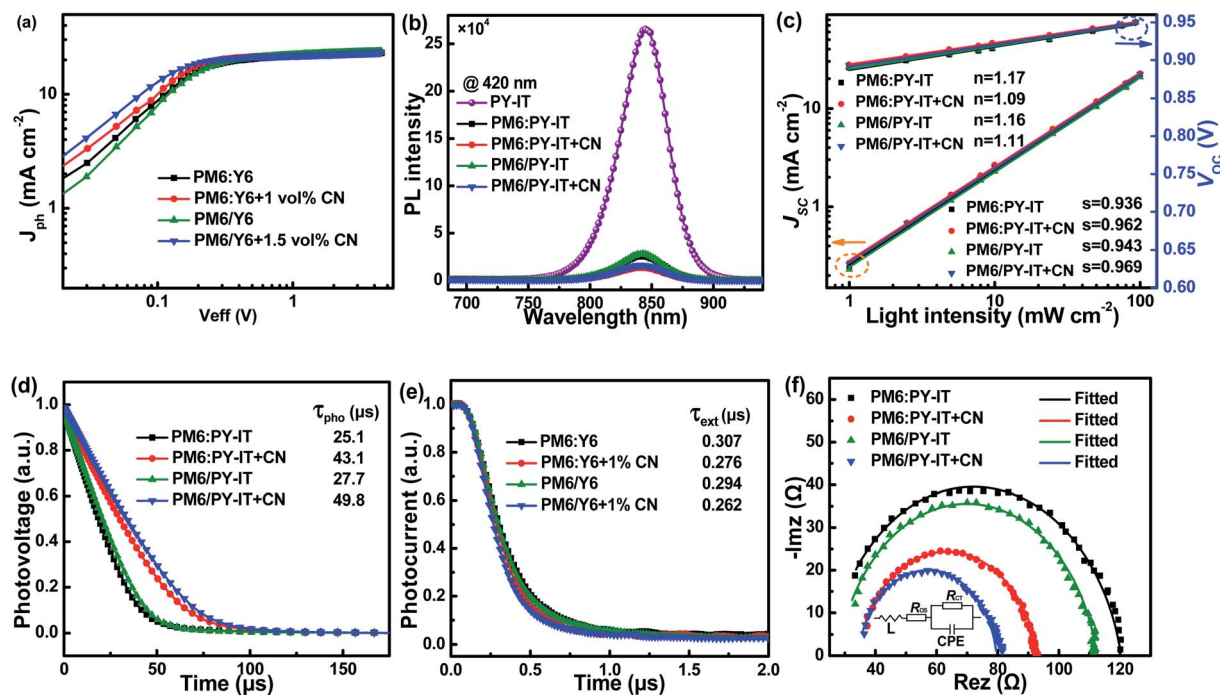 (a)
J_ph (mA cm⁻²)
10
1
PM6:Y6
PM6:Y6+1 vol% CN
PM6/Y6
PM6/Y6+1.5 vol% CN
0.1
1
Veff (V)
(b)
×10⁴
PL intensity
25
20
15
10
5
0
@ 420 nm
PY-IT
PM6:PY-IT
PM6:PY-IT+CN
PM6/PY-IT
PM6/PY-IT+CN
700 750 800 850 900
Wavelength (nm)
(c)
J_SC (mA cm⁻²)
10
1
PM6:PY-IT n=1.17
PM6:PY-IT+CN n=1.09
PM6/PY-IT n=1.16
PM6/PY-IT+CN n=1.11
PM6:PY-IT s=0.936
PM6:PY-IT+CN s=0.962
PM6/PY-IT s=0.943
PM6/PY-IT+CN s=0.969
0.95
0.90
0.85
0.80
0.75
0.70
0.65
0.60
V_OC (V)
1 10 100
Light intensity (mW cm⁻²)
(d)
Photovoltage (a.u.)
1.0
0.8
0.6
0.4
0.2
0.0
τ_pho (μs)
PM6:PY-IT 25.1
PM6:PY-IT+CN 43.1
PM6/PY-IT 27.7
PM6/PY-IT+CN 49.8
0 50 100 150
Time (μs)
(e)
Photocurrent (a.u.)
1.0
0.8
0.6
0.4
0.2
0.0
τ_ext (μs)
PM6:Y6 0.307
PM6:Y6+1% CN 0.276
PM6/Y6 0.294
PM6/Y6+1% CN 0.262
0.0 0.5 1.0 1.5 2.0
Time (μs)
(f)
-Imz (Ω)
60
50
40
30
20
10
0
PM6:PY-IT Fitted
PM6:PY-IT+CN Fitted
PM6/PY-IT Fitted
PM6/PY-IT+CN Fitted
L
R_OS
R_CT
CPE
40 60 80 100 120
Rez (Ω)